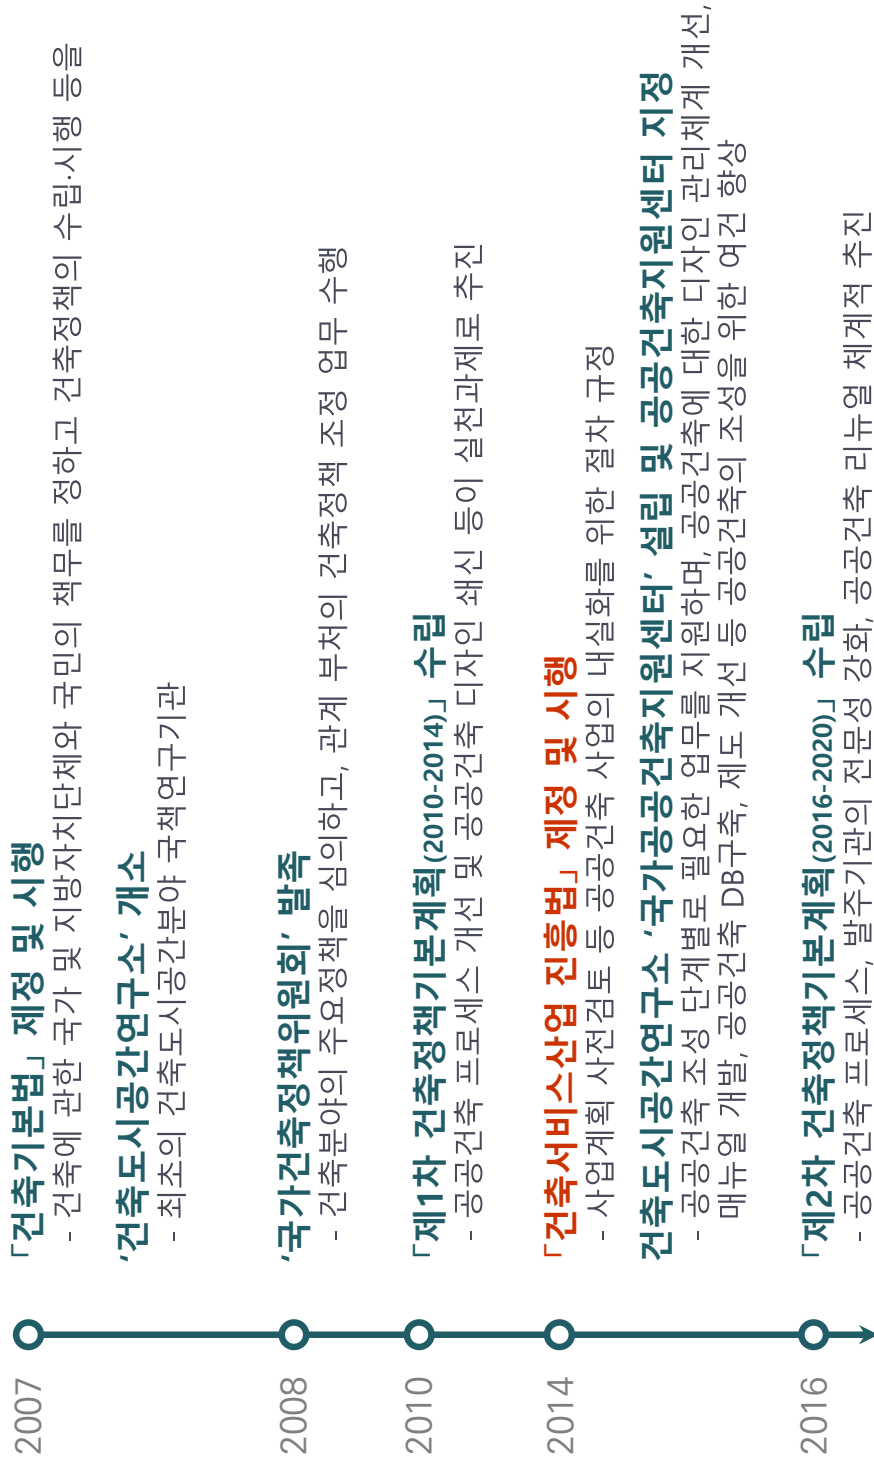 2007
「건축기본법」 제정 및 시행
- 건축에 관한 국가 및 지방자치단체와 국민의 책무를 정하고 건축정책의 수립·시행 등을
‘건축도시공간연구소’ 개소
- 최초의 건축도시공간분야 국책연구기관
2008
‘국가건축정책위원회’ 발족
- 건축분야의 주요정책을 심의하고, 관계 부처의 건축정책 조정 업무 수행
2010
「제1차 건축정책기본계획(2010-2014)」 수립
- 공공건축 프로세스 개선 및 공공건축 디자인 쇄신 등이 실천과제로 추진
2014
「건축서비스산업 진흥법」 제정 및 시행
- 사업계획 사전검토 등 공공건축 사업의 내실화를 위한 절차 규정
건축도시공간연구소 ‘국가공공건축지원센터’ 설립 및 공공건축지원센터 지정
- 공공건축 조성 단계별로 필요한 업무를 지원하며, 공공건축에 대한 디자인 관리체계 개선,
매뉴얼 개발, 공공건축 DB구축, 제도 개선 등 공공건축의 조성을 위한 여건 향상
2016
「제2차 건축정책기본계획(2016-2020)」 수립
- 공공건축 프로세스, 발주기관의 전문성 강화, 공공건축 리뉴얼 체계적 추진